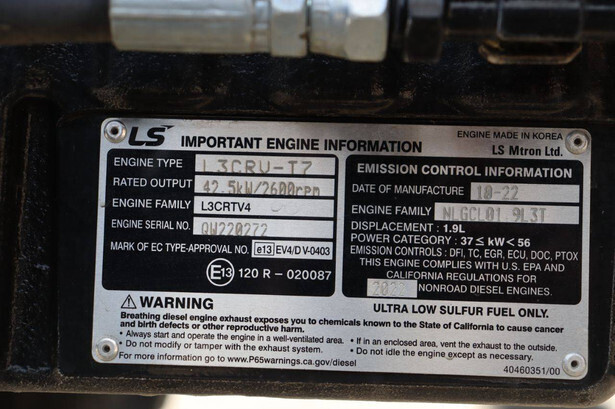 LS IMPORTANT ENGINE INFORMATION
ENGINE MADE IN KOREA
LS Mtron Ltd.
ENGINE TYPE L3CRV-T7
RATED OUTPUT 42.5kW/2600rpm
ENGINE FAMILY L3CRTV4
ENGINE SERIAL NO. QW220272
MARK OF EC TYPE-APPROVAL NO. e13 EV4/D V-0403
E13 120 R - 020087
EMISSION CONTROL INFORMATION
DATE OF MANUFACTURE 10-22
ENGINE FAMILY NLGCL01.9L3T
DISPLACEMENT : 1.9L
POWER CATEGORY : 37 ≤ kW < 56
EMISSION CONTROLS : DFI, TC, EGR, ECU, DOC, PTOX
THIS ENGINE COMPLIES WITH U.S. EPA AND
CALIFORNIA REGULATIONS FOR
NONROAD DIESEL ENGINES.
ULTRA LOW SULFUR FUEL ONLY.
WARNING
Breathing diesel engine exhaust exposes you to chemicals known to the State of California to cause cancer
and birth defects or other reproductive harm.
• Always start and operate the engine in a well-ventilated area. • If in an enclosed area, vent the exhaust to the outside.
• Do not modify or tamper with the exhaust system. • Do not idle the engine except as necessary.
For more information go to www.P65warnings.ca.gov/diesel
40460351/00